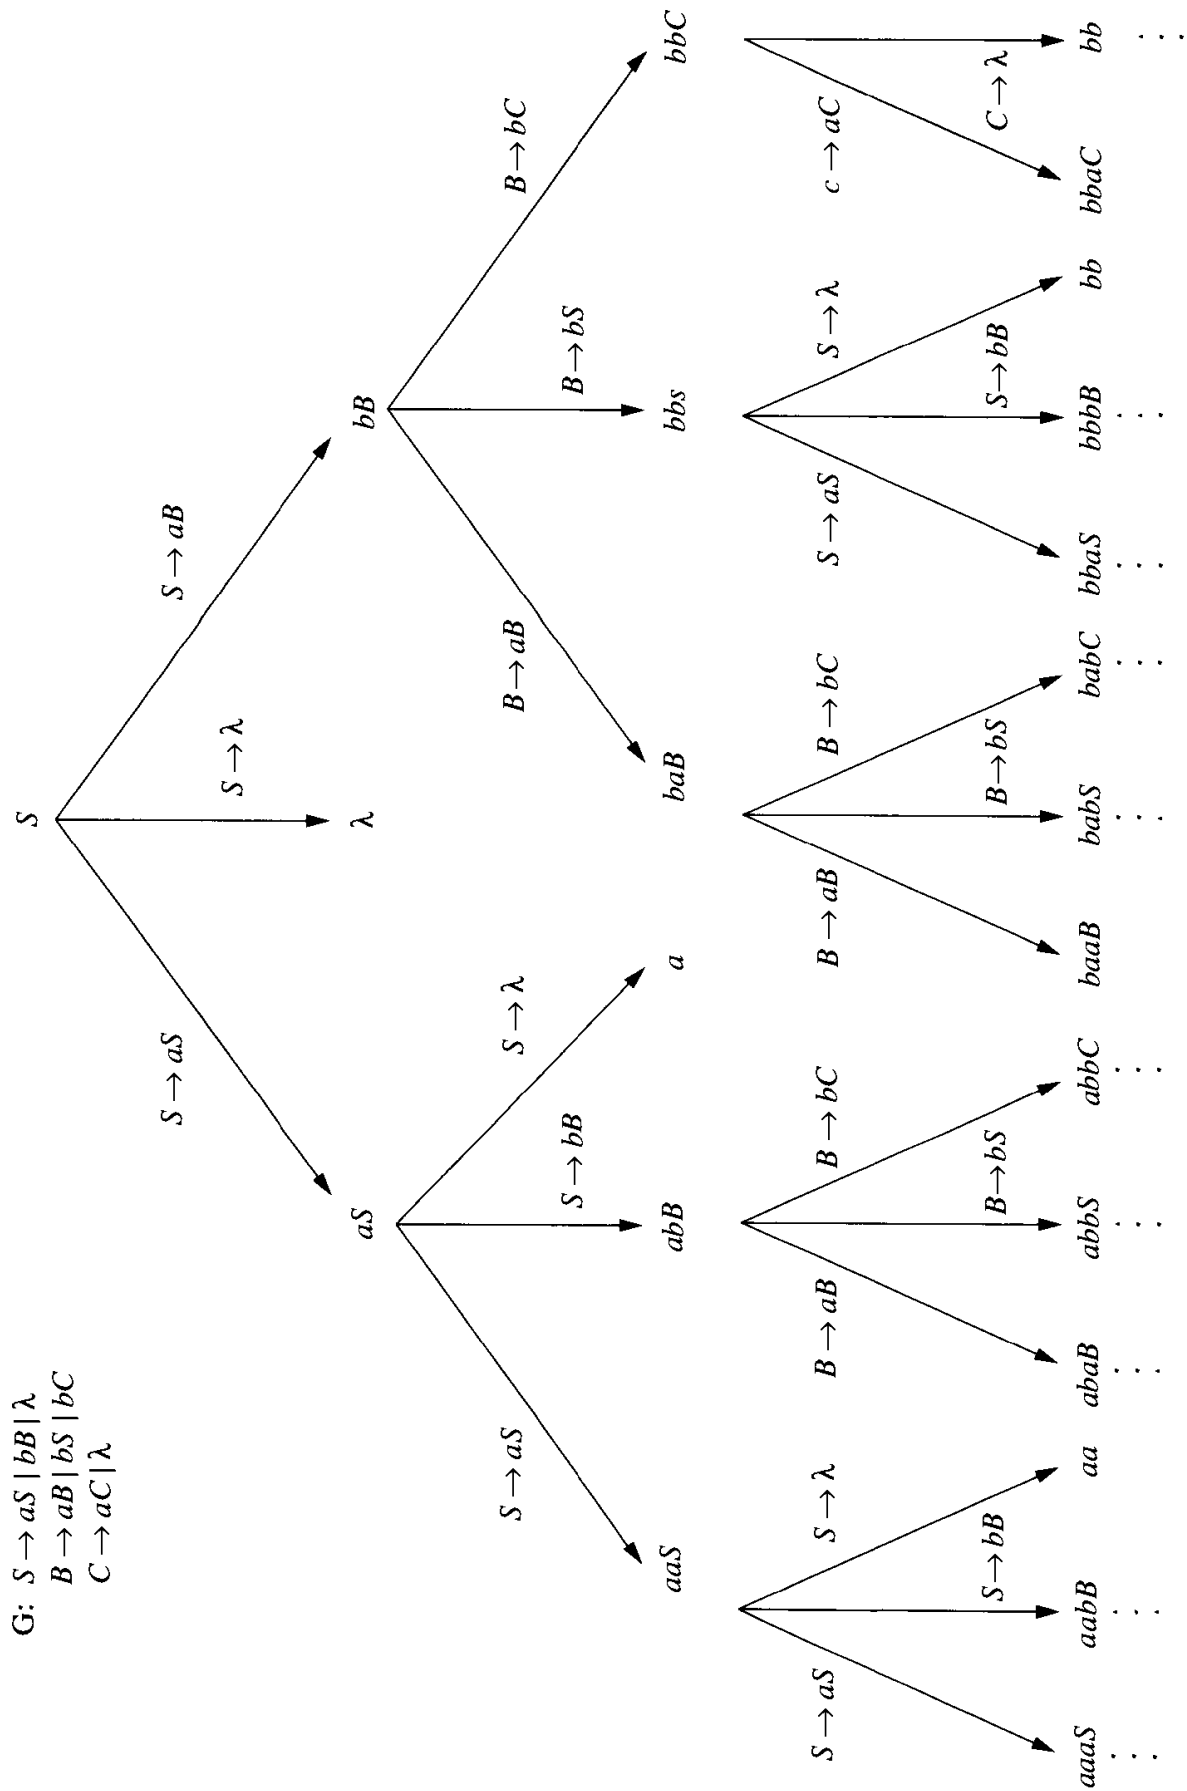 G: S → aS | bB | λ
B → aB | bS | bC
C → aC | λ
S
S → aS
S → λ
S → aB
aS
λ
bB
S → aS
S → bB
S → λ
B → aB
B → bS
B → bC
aaS
abB
a
baB
bbs
bbC
S → aS
S → bB
S → λ
B → aB
B → bS
B → bC
B → aB
B → bS
B → bC
S → aS
S → bB
S → λ
c → aC
C → λ
aaaS
aabB
aa
abaB
abbS
abbC
baaB
babS
babC
bbaS
bbbB
bb
bbaC
bb
. . .
. . .
. . .
. . .
. . .
. . .
. . .
. . .
. . .
. . .